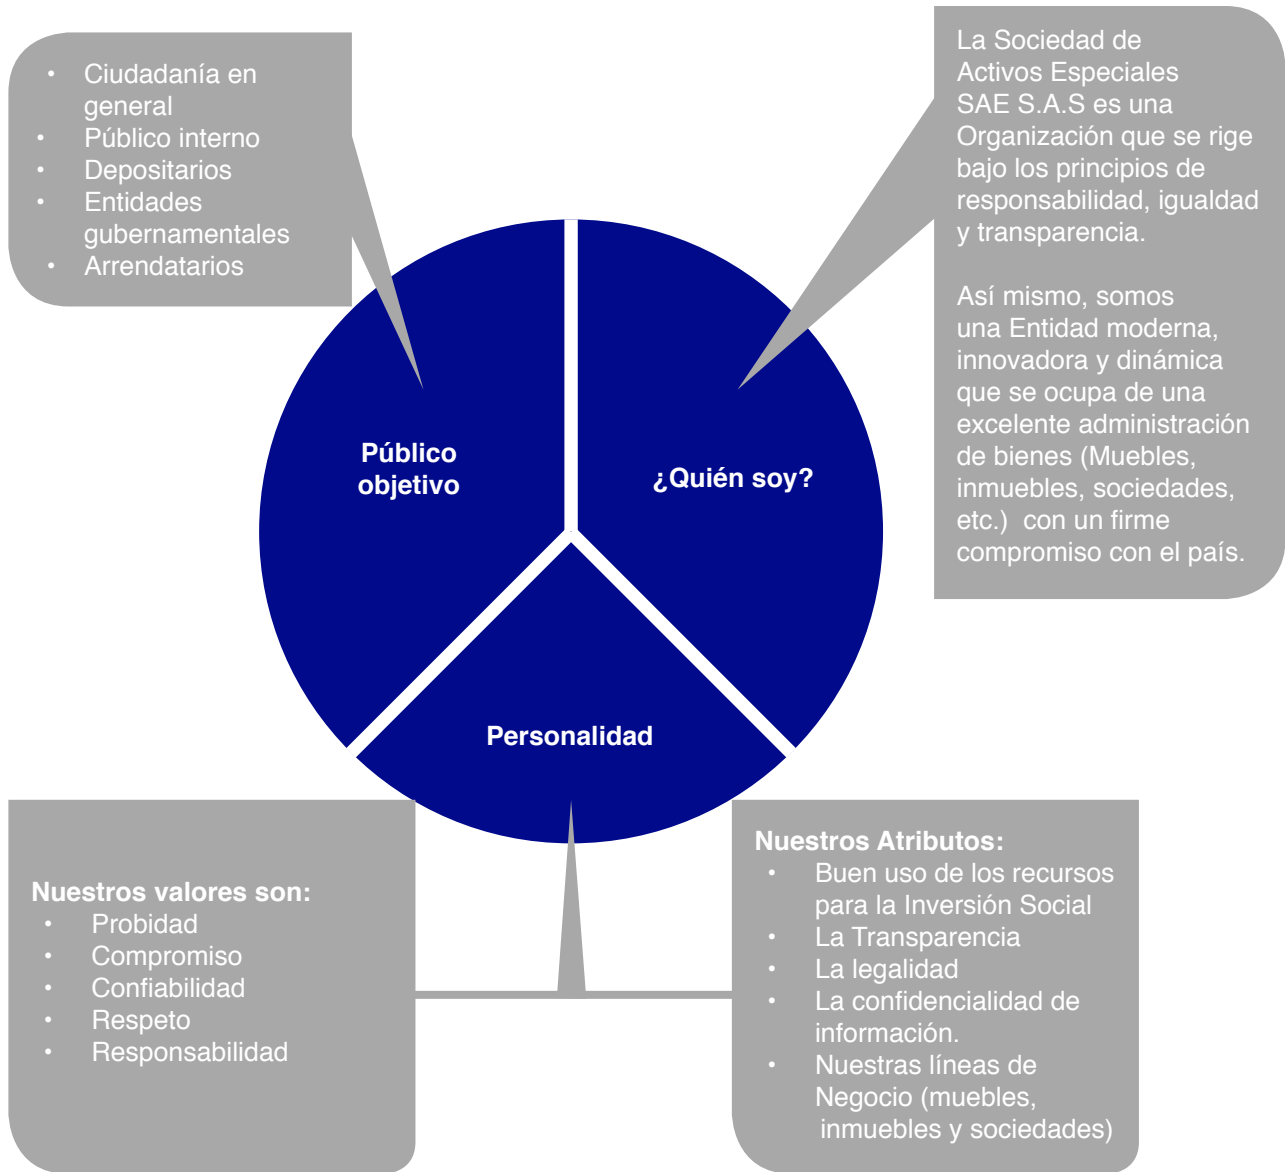 • Ciudadanía en
general
• Público interno
• Depositarios
• Entidades
gubernamentales
• Arrendatarios
La Sociedad de
Activos Especiales
SAE S.A.S es una
Organización que se rige
bajo los principios de
responsabilidad, igualdad
y transparencia.
Así mismo, somos
una Entidad moderna,
innovadora y dinámica
que se ocupa de una
excelente administración
de bienes (Muebles,
inmuebles, sociedades,
etc.) con un firme
compromiso con el país.
Público
objetivo
¿Quién soy?
Personalidad
Nuestros valores son:
• Probidad
• Compromiso
• Confiabilidad
• Respeto
• Responsabilidad
Nuestros Atributos:
• Buen uso de los recursos
para la Inversión Social
• La Transparencia
• La legalidad
• La confidencialidad de
información.
• Nuestras líneas de
Negocio (muebles,
inmuebles y sociedades)